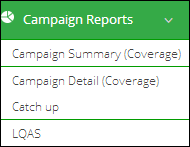 Campaign Reports
Campaign Summary (Coverage)
Campaign Detail (Coverage)
Catch up
LQAS